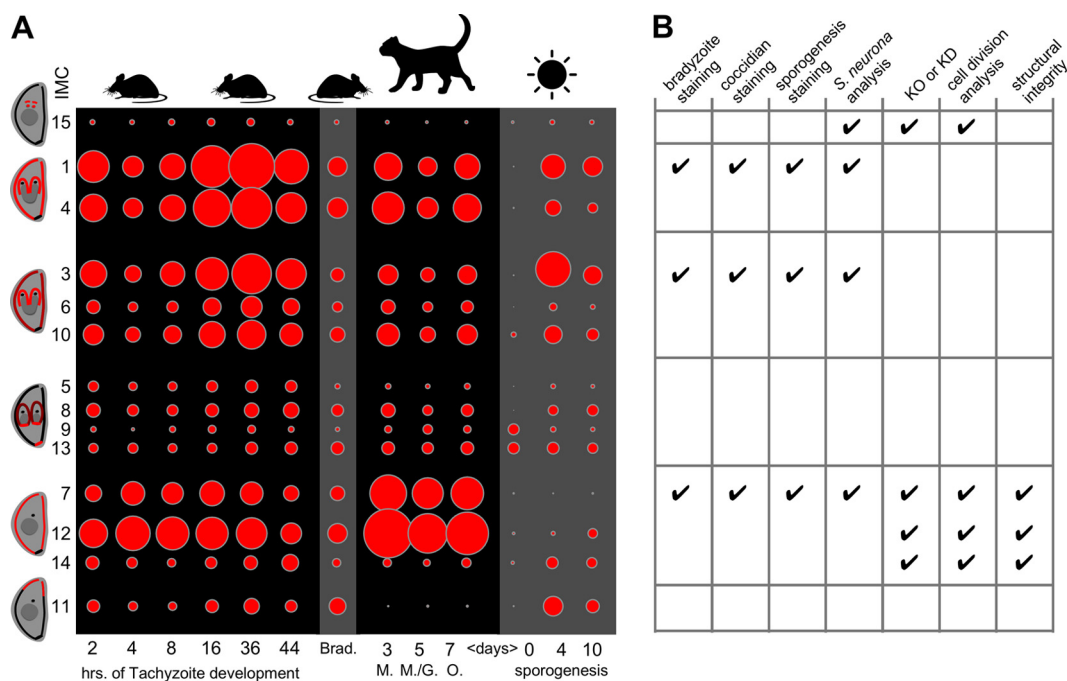 A
B
IMC
bradyzoite staining
coccidian staining
sporogenesis staining
S. neurona analysis
KO or KD
cell division analysis
structural integrity
15
1
4
3
6
10
5
8
9
13
7
12
14
11
2 4 8 16 36 44 Brad. 3 5 7 <days> 0 4 10
hrs. of Tachyzoite development M. M./G. O. sporogenesis